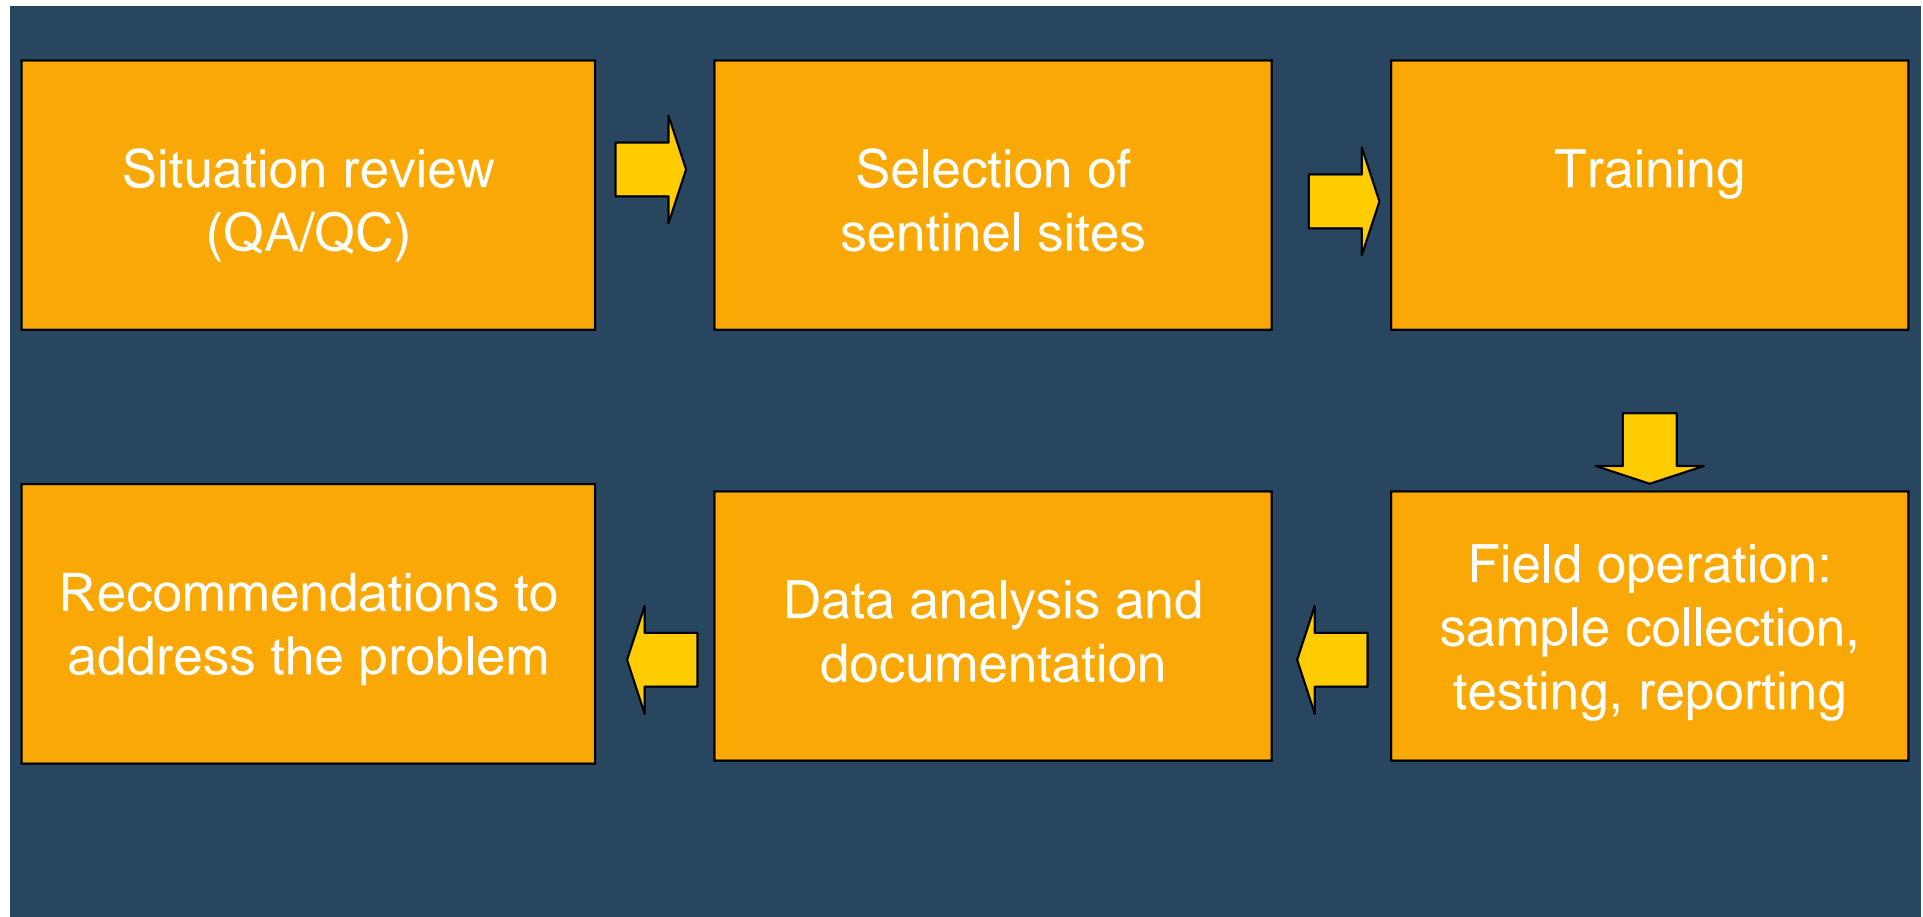 Situation review
(QA/QC)
Selection of
sentinel sites
Training
Field operation:
sample collection,
testing, reporting
Data analysis and
documentation
Recommendations to
address the problem